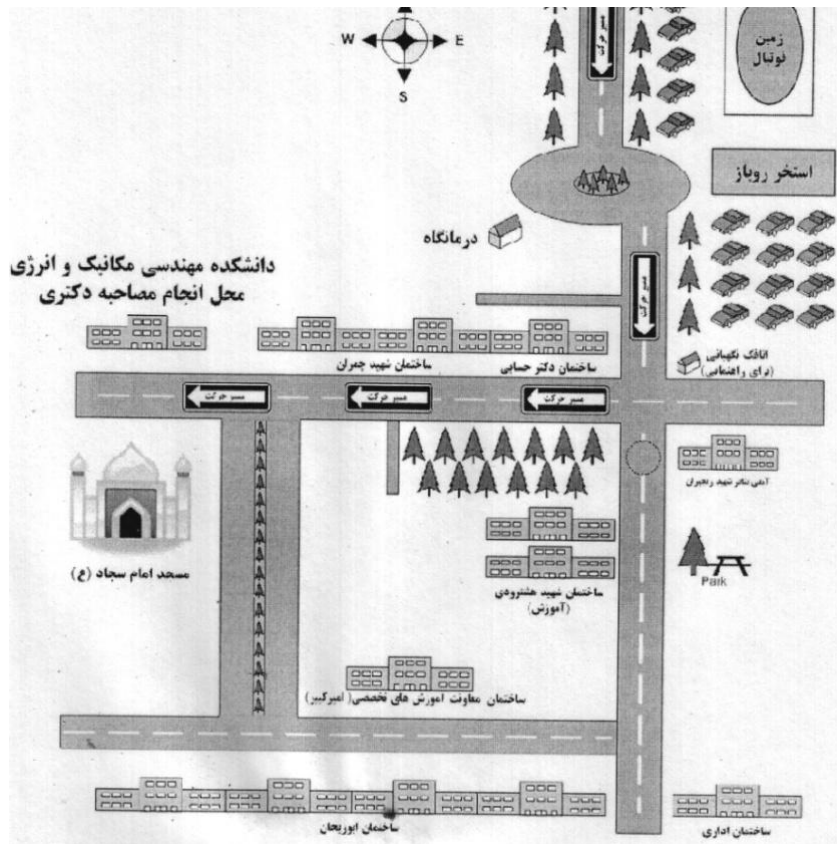 W
E
S
مسیر حرکت
زمین
فوتبال
استخر روباز
درمانگاه
دانشکده مهندسی مکانیک و انرژی
محل انجام مصاحبه دکتری
مسیر حرکت
ساختمان شهید چمران
ساختمان دکتر حسابی
اتاقک نگهبانی
(برای راهنمایی)
مسیر حرکت
مسیر حرکت
مسیر حرکت
آمفی تئاتر شهید رنجبران
مسجد امام سجاد (ع)
ساختمان شهید هشترودی
(آموزش)
Park
ساختمان معاونت آموزش های تخصصی( امیرکبیر)
ساختمان ابوریحان
ساختمان اداری